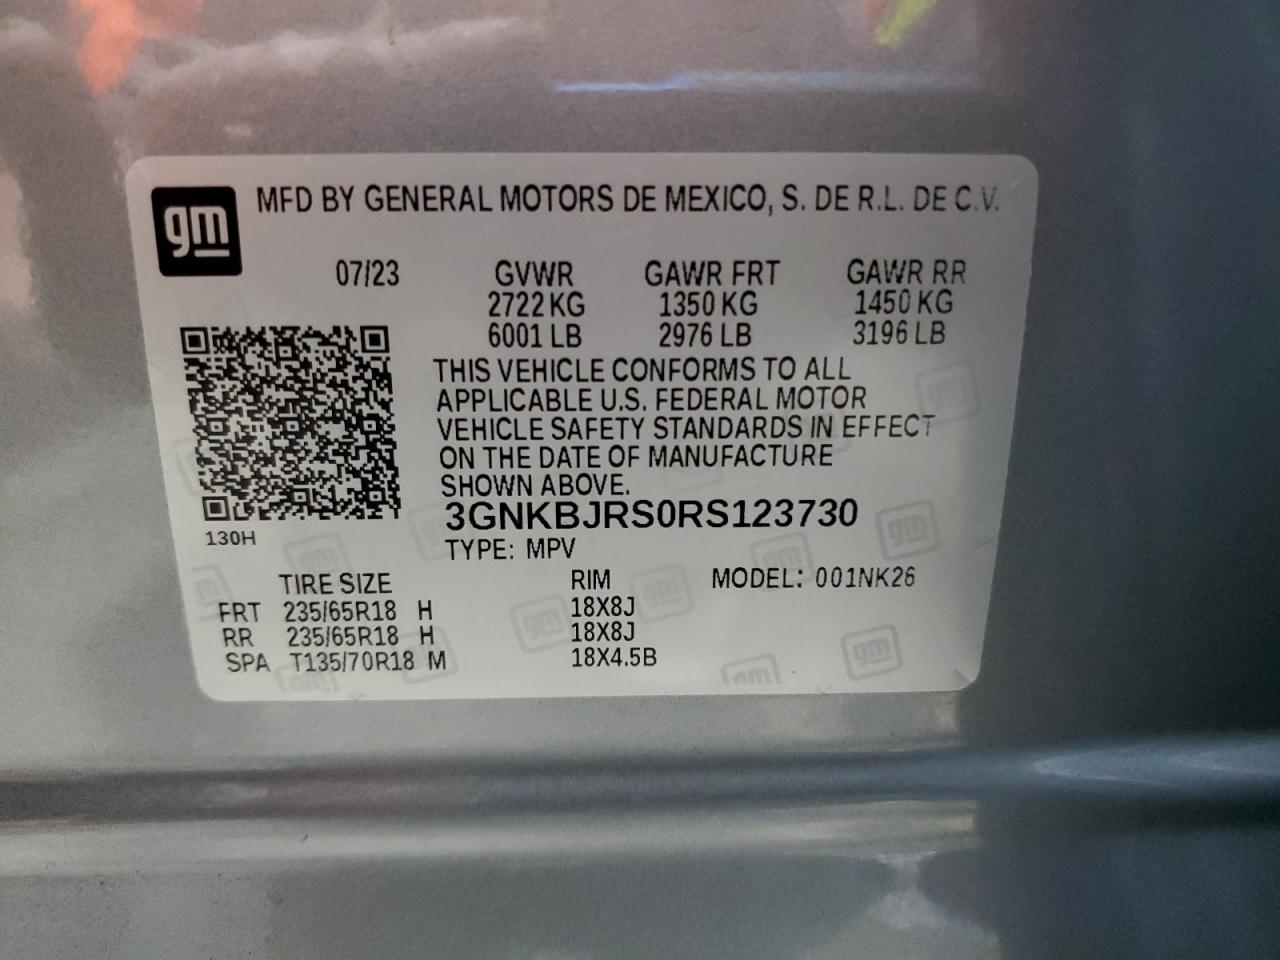 gm MFD BY GENERAL MOTORS DE MEXICO, S. DE R.L. DE C.V.
07/23 GVWR GAWR FRT GAWR RR
2722 KG 1350 KG 1450 KG
6001 LB 2976 LB 3196 LB
THIS VEHICLE CONFORMS TO ALL
APPLICABLE U.S. FEDERAL MOTOR
VEHICLE SAFETY STANDARDS IN EFFECT
ON THE DATE OF MANUFACTURE
SHOWN ABOVE.
3GNKBJRS0RS123730
130H
TYPE: MPV
TIRE SIZE RIM MODEL: 001NK26
FRT 235/65R18 H 18X8J
RR 235/65R18 H 18X8J
SPA T135/70R18 M 18X4.5B